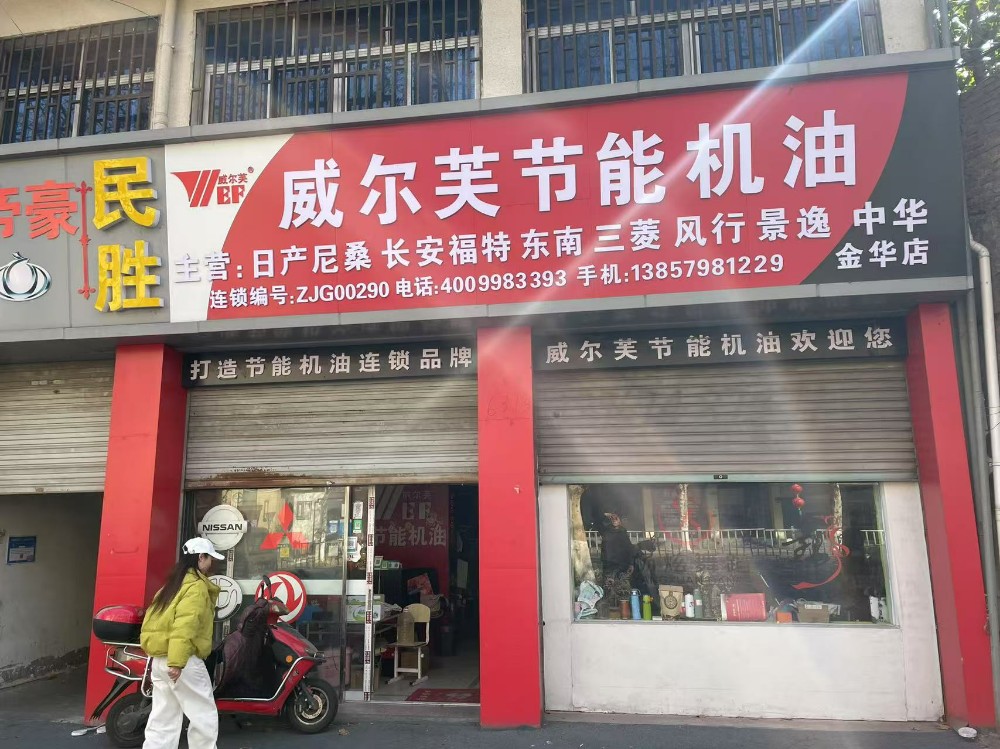 帝豪
民胜
威尔芙
WBF
威尔芙节能机油
主营:日产尼桑 长安福特 东南 三菱 风行 景逸 中华
连锁编号:ZJG00290 电话:4009983393 手机:13857981229
金华店
打造节能机油连锁品牌
威尔芙节能机油欢迎您
NISSAN
节能机油